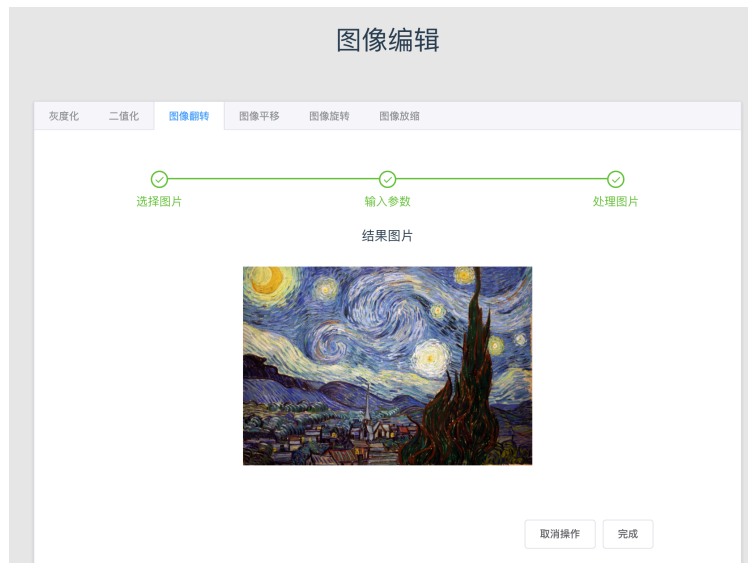 图像编辑
灰度化 二值化 图像翻转 图像平移 图像旋转 图像放缩
选择图片 输入参数 处理图片
结果图片
取消操作 完成